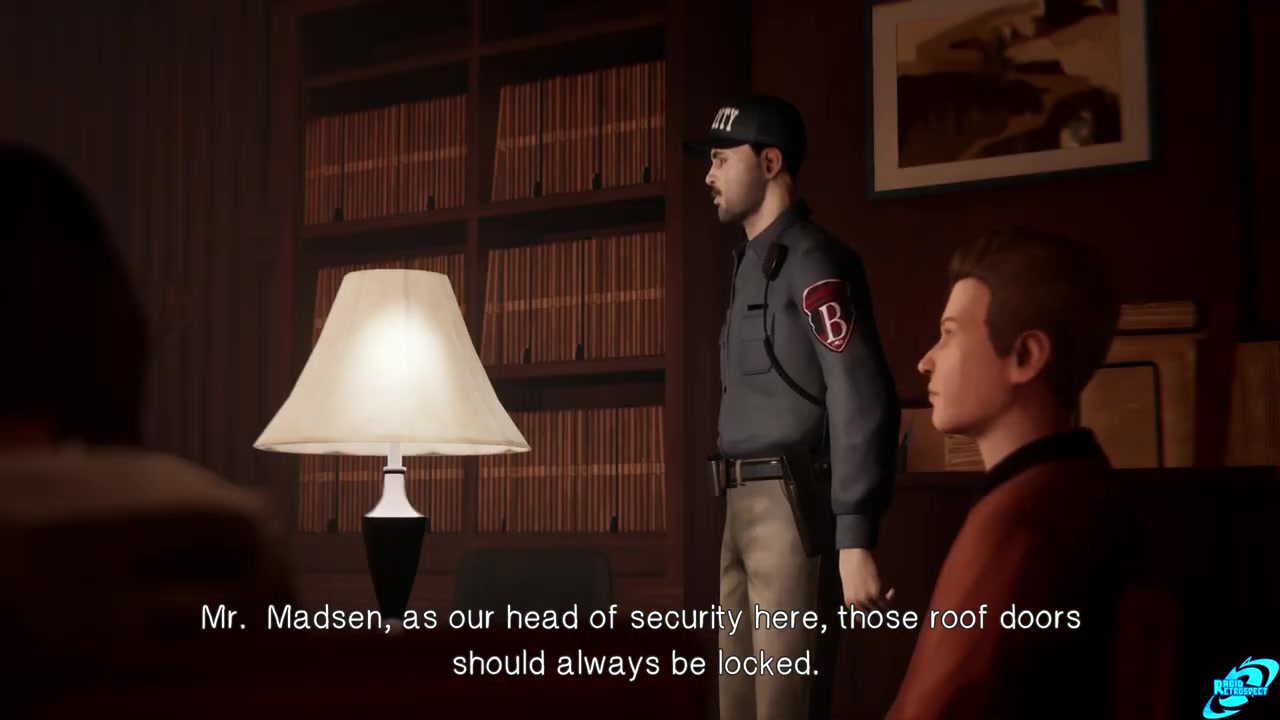 ITY
B
Mr. Madsen, as our head of security here, those roof doors
should always be locked.
RETROSPECT